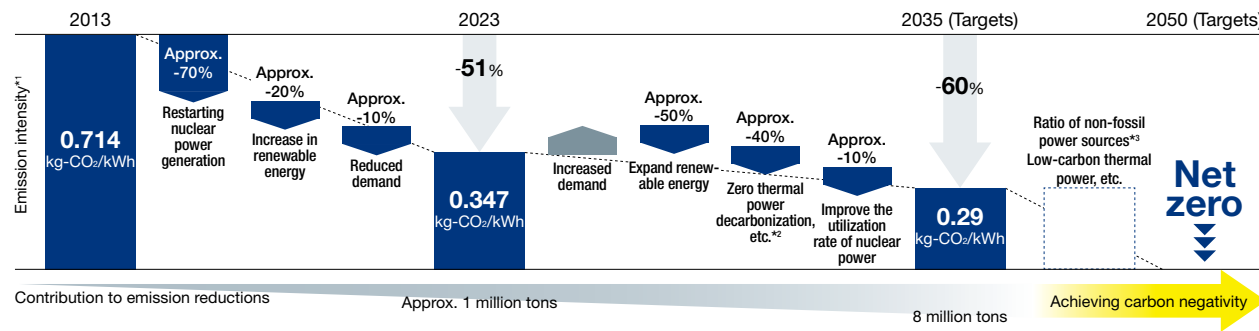 2013
2023
2035 (Targets)
2050 (Targets)
Emission intensity*1
0.714
kg-CO₂/kWh
Approx.
-70%
Restarting
nuclear
power
generation
Approx.
-20%
Increase in
renewable
energy
Approx.
-10%
Reduced
demand
-51%
0.347
kg-CO₂/kWh
Increased
demand
Approx.
-50%
Expand renew-
able energy
Approx.
-40%
Zero thermal
power
decarbonization,
etc.*2
Approx.
-10%
Improve the
utilization
rate of nuclear
power
-60%
0.29
kg-CO₂/kWh
Ratio of non-fossil
power sources*3
Low-carbon thermal
power, etc.
Net
zero
Contribution to emission reductions
Approx. 1 million tons
8 million tons
Achieving carbon negativity